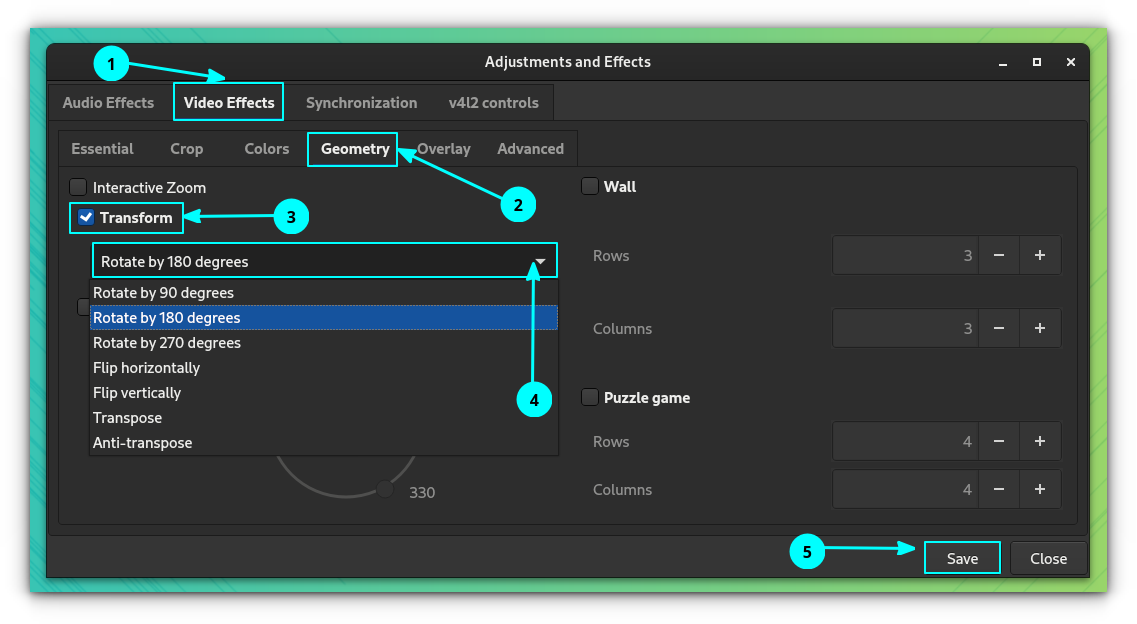 Adjustments and Effects
1
Audio Effects Video Effects Synchronization v4l2 controls
Essential Crop Colors Geometry Overlay Advanced
2
Interactive Zoom
Transform
3
Rotate by 180 degrees
Rotate by 90 degrees
Rotate by 180 degrees
Rotate by 270 degrees
Flip horizontally
Flip vertically
Transpose
Anti-transpose
4
330
Wall
Rows 3 − +
Columns 3 − +
Puzzle game
Rows 4 − +
Columns 4 − +
5
Save Close